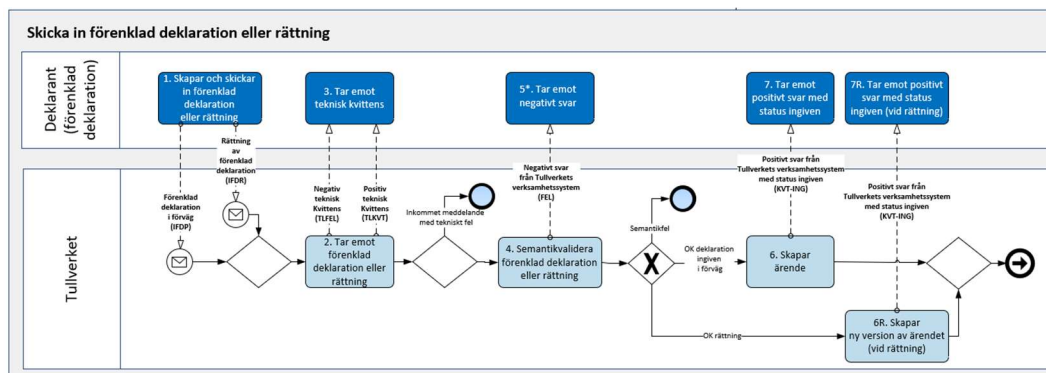 Skicka in förenklad deklaration eller rättning
Deklarant
(förenklad
deklaration)
1. Skapar och skickar
in förenklad
deklaration
eller rättning
3. Tar emot
teknisk kvittens
5*. Tar emot
negativt svar
7. Tar emot
positivt svar med
status ingiven
7R. Tar emot positivt
svar med status
ingiven (vid rättning)
Tullverket
Förenklad
deklaration
i förväg
(IFDP)
Rättning
av
förenklad
deklaration
(IFDR)
Negativ
teknisk
Kvittens
(TLFEL)
Positiv
teknisk
Kvittens
(TLKVT)
Inkommet meddelande
med tekniskt fel
Negativt svar
från Tullverkets
verksamhetssystem
(FEL)
Semantikfel
Positivt svar från
Tullverkets verksamhetssystem
med status ingiven
(KVT-ING)
Positivt svar från
Tullverkets verksamhetssystem
med status ingiven
(KVT-ING)
2. Tar emot
förenklad
deklaration eller
rättning
4. Semantikvalidera
förenklad deklaration
eller rättning
X
OK deklaration
ingiven
i förväg
6. Skapar
ärende
OK rättning
6R. Skapar
ny version av ärendet
(vid rättning)